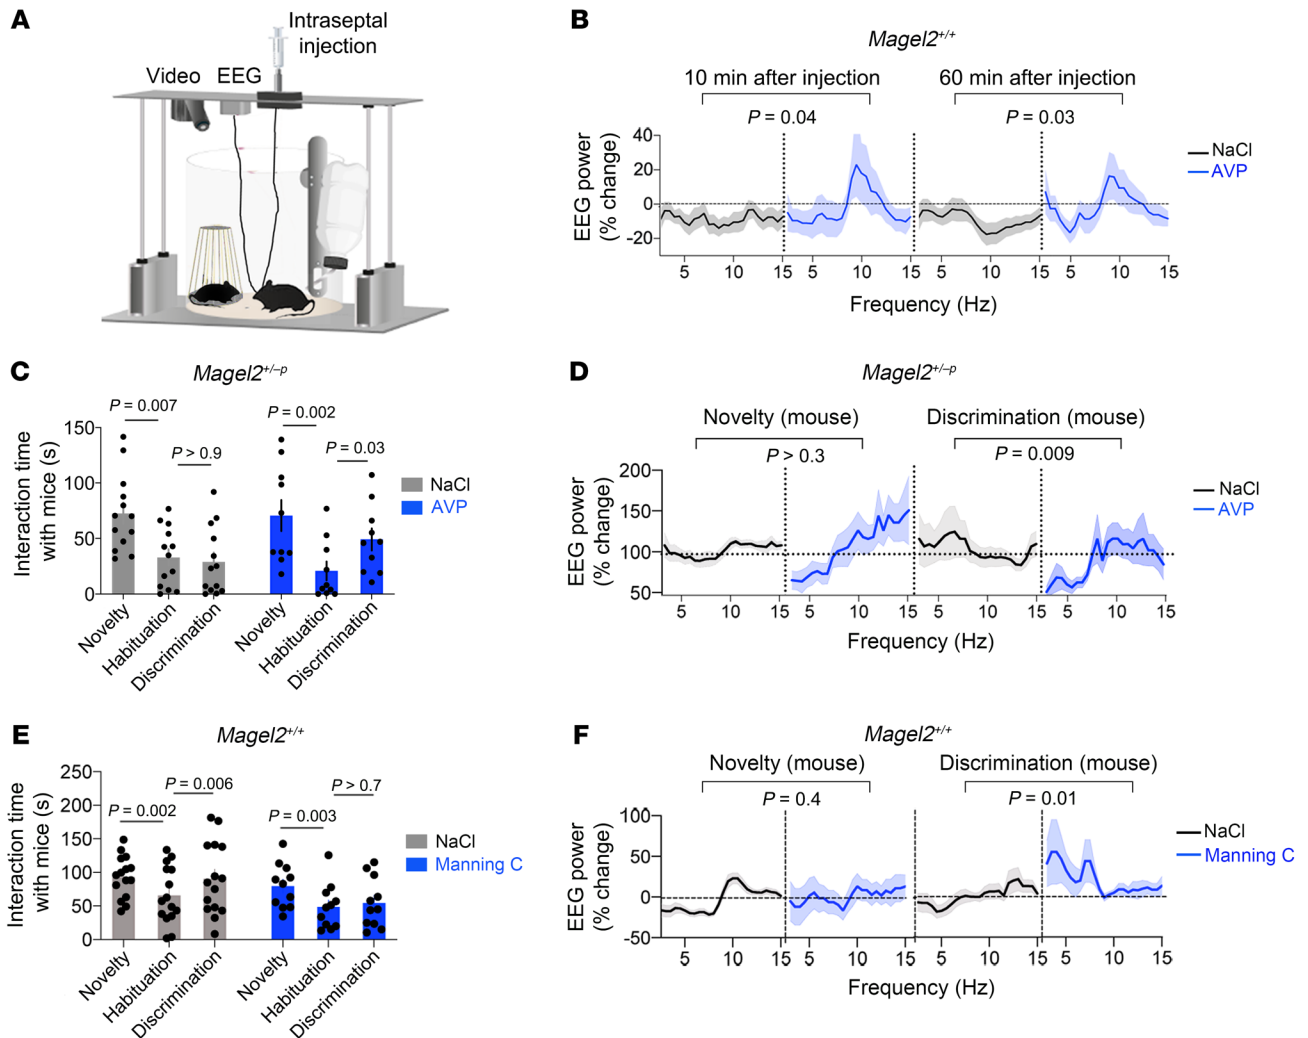 A
Intraseptal
injection
Video EEG
B
Magel2+/+
10 min after injection
60 min after injection
P = 0.04
P = 0.03
EEG power
(% change)
40
20
0
-20
5 10 15 5 10 15 5 10 15 5 10 15
Frequency (Hz)
NaCl
AVP
C
Magel2+/–p
P = 0.007
P > 0.9
P = 0.002
P = 0.03
Interaction time
with mice (s)
150
100
50
0
Novelty
Habituation
Discrimination
Novelty
Habituation
Discrimination
NaCl
AVP
D
Magel2+/–p
Novelty (mouse)
Discrimination (mouse)
P > 0.3
P = 0.009
EEG power
(% change)
200
150
100
50
5 10 15 5 10 15 5 10 15 5 10 15
Frequency (Hz)
NaCl
AVP
E
Magel2+/+
P = 0.002
P = 0.006
P = 0.003
P > 0.7
Interaction time
with mice (s)
250
200
150
100
50
0
Novelty
Habituation
Discrimination
Novelty
Habituation
Discrimination
NaCl
Manning C
F
Magel2+/+
Novelty (mouse)
Discrimination (mouse)
P = 0.4
P = 0.01
EEG power
(% change)
100
50
0
-50
5 10 15 5 10 15 5 10 15 5 10 15
Frequency (Hz)
NaCl
Manning C